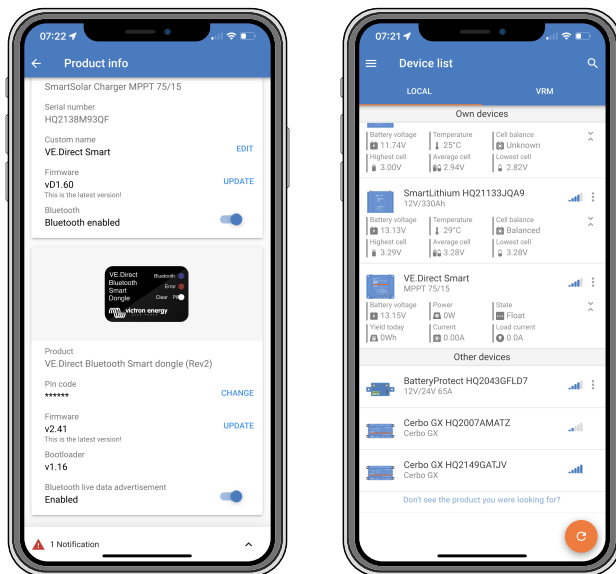 07:22
Product info
SmartSolar Charger MPPT 75/15
Serial number
HQ2138M93QF
Custom name
VE.Direct Smart
EDIT
Firmware
vD1.60
UPDATE
This is the latest version!
Bluetooth
Bluetooth enabled
VE.Direct
Bluetooth
Smart
Dongle
Bluetooth
Error
Clear PIN
victron energy
Product
VE.Direct Bluetooth Smart dongle (Rev2)
Pin code
******
CHANGE
Firmware
v2.41
UPDATE
This is the latest version!
Bootloader
v1.16
Bluetooth live data advertisement
Enabled
1 Notification
07:21
Device list
LOCAL VRM
Own devices
Battery voltage Temperature Cell balance
11.74V 25°C Unknown
Highest cell Average cell Lowest cell
3.00V 2.94V 2.82V
SmartLithium HQ21133JQA9
12V/330Ah
Battery voltage Temperature Cell balance
13.13V 29°C Balanced
Highest cell Average cell Lowest cell
3.29V 3.28V 3.28V
VE.Direct Smart
MPPT 75/15
Battery voltage Power State
13.15V 0W Float
Yield today Current Load current
0Wh 0.00A 0.0A
Other devices
BatteryProtect HQ2043GFLD7
12V/24V 65A
Cerbo GX HQ2007AMATZ
Cerbo GX
Cerbo GX HQ2149GATJV
Cerbo GX
Don't see the product you were looking for?